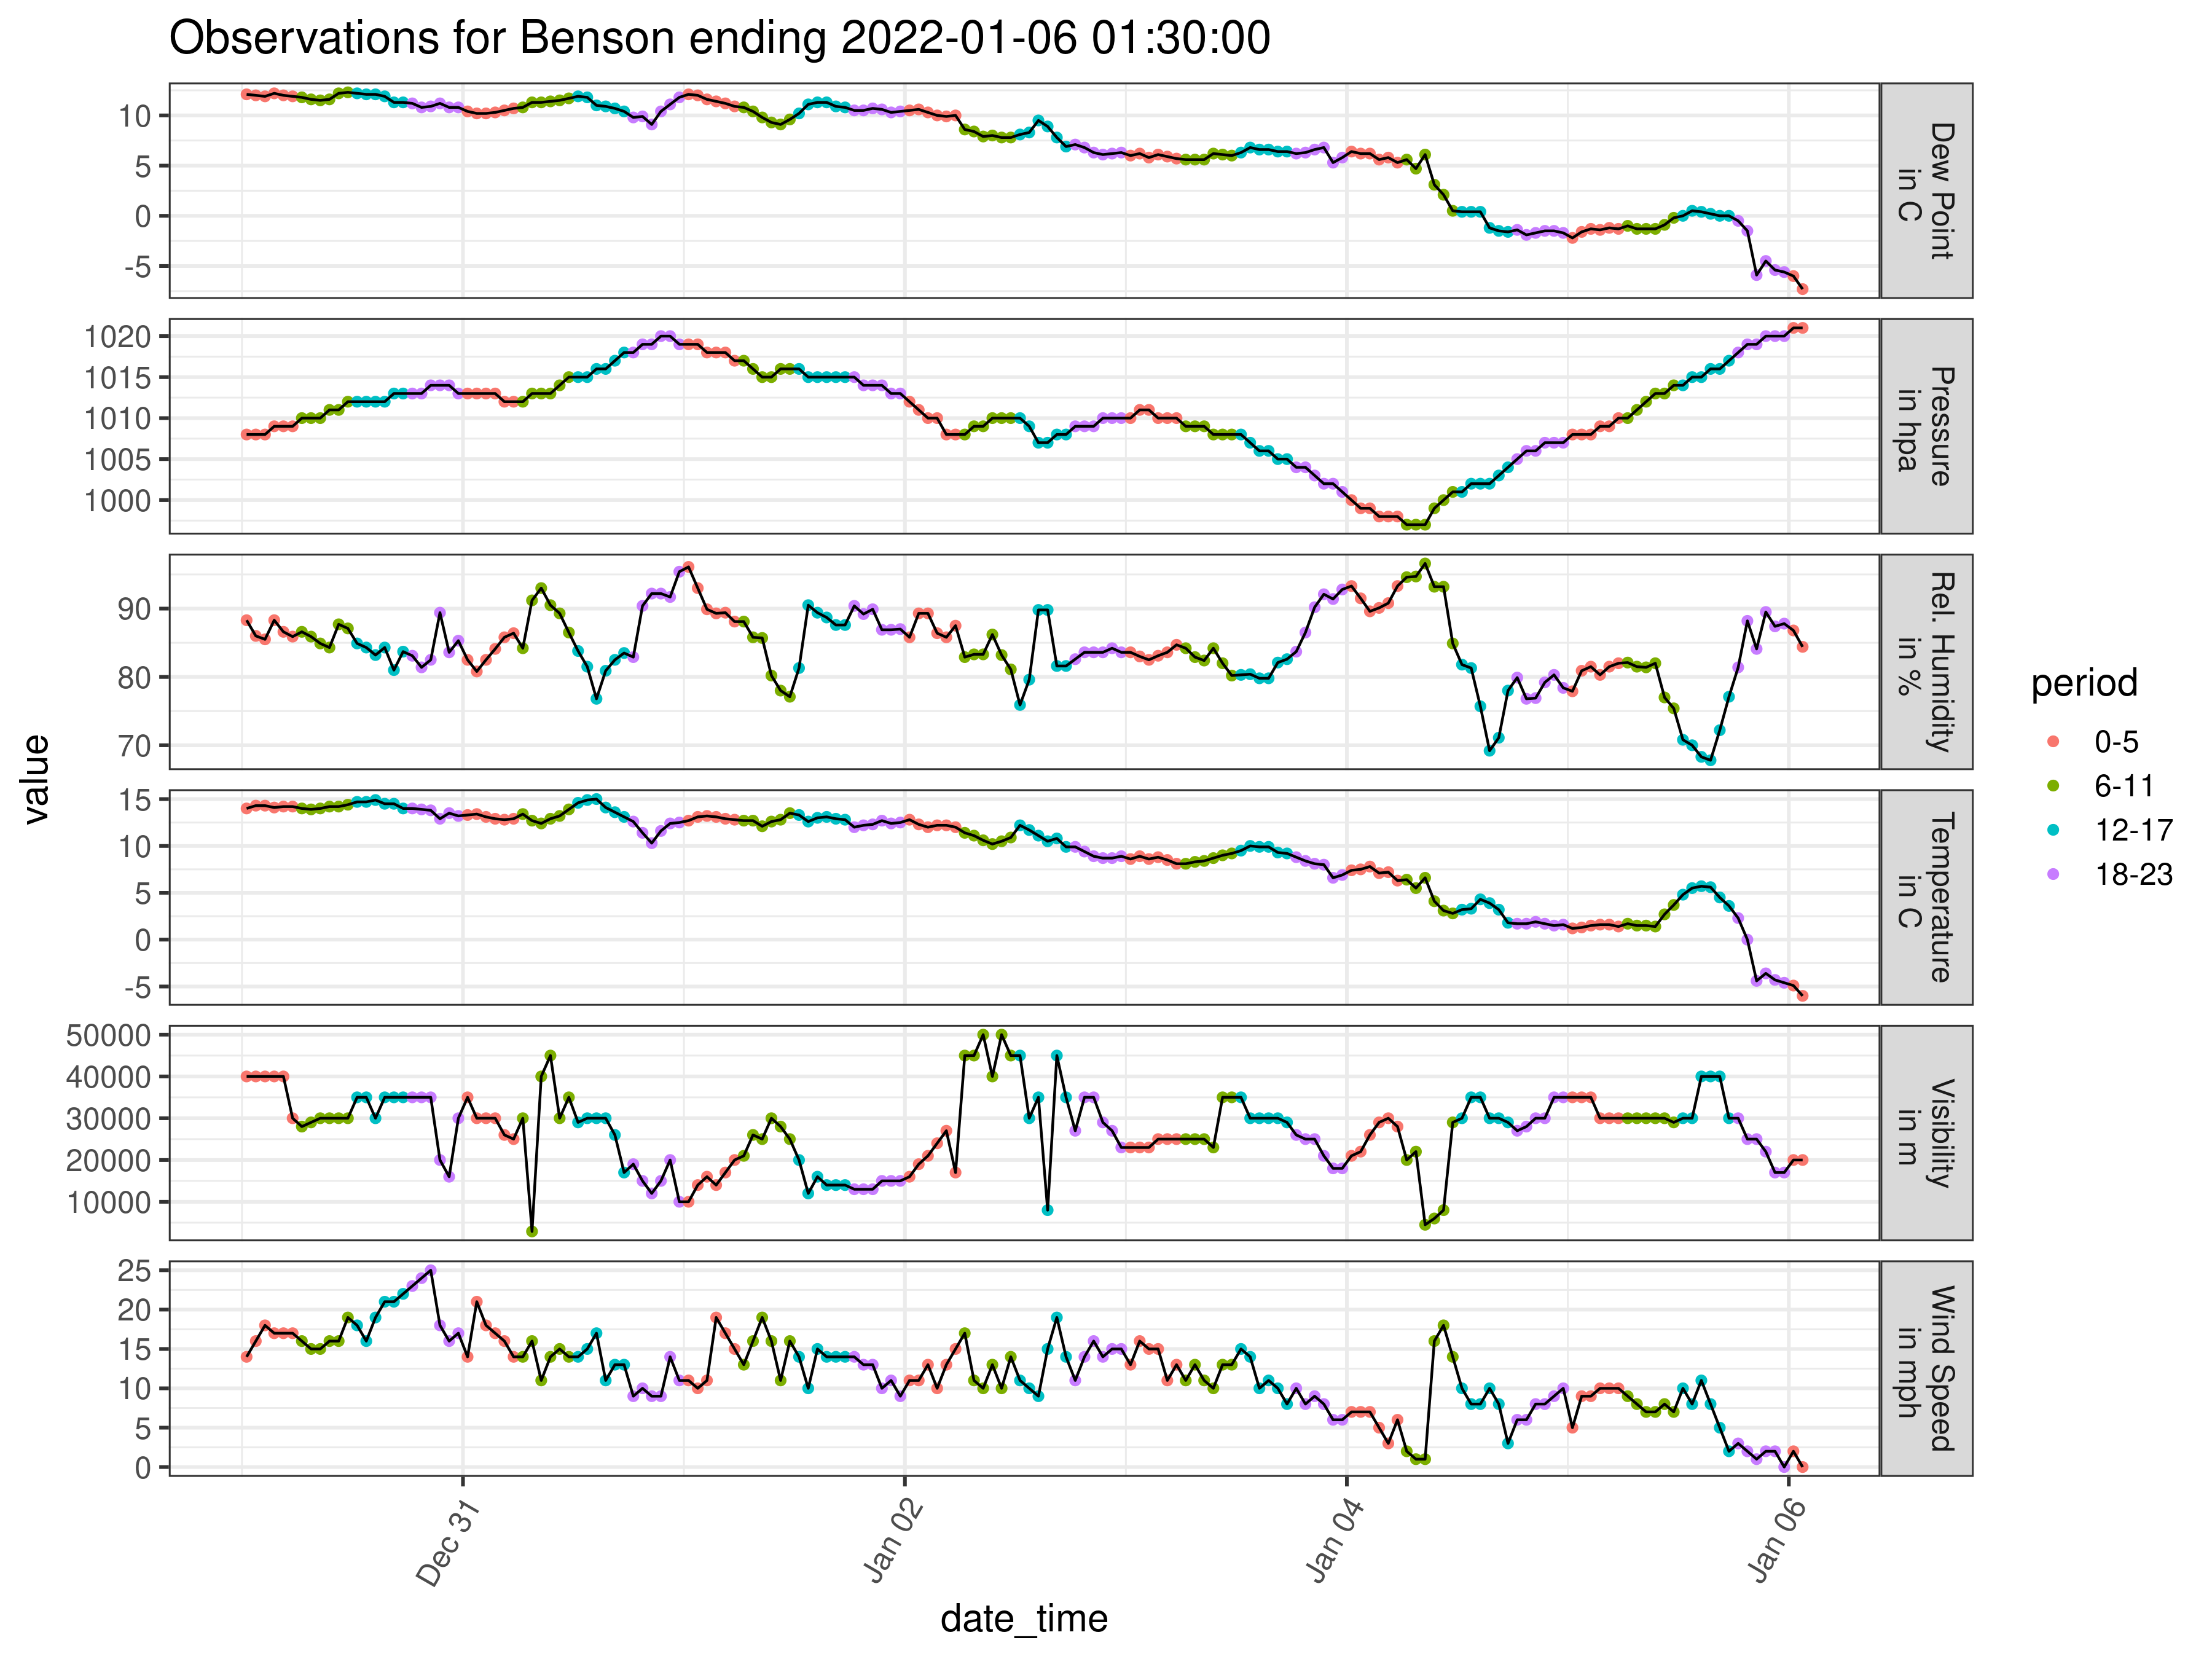 Observations for Benson ending 2022-01-06 01:30:00
value
10
5
0
-5
Dew Point
in C
1020
1015
1010
1005
1000
Pressure
in hpa
90
80
70
Rel. Humidity
in %
15
10
5
0
-5
Temperature
in C
50000
40000
30000
20000
10000
Visibility
in m
25
20
15
10
5
0
Wind Speed
in mph
Dec 31
Jan 02
Jan 04
Jan 06
date_time
period
0-5
6-11
12-17
18-23